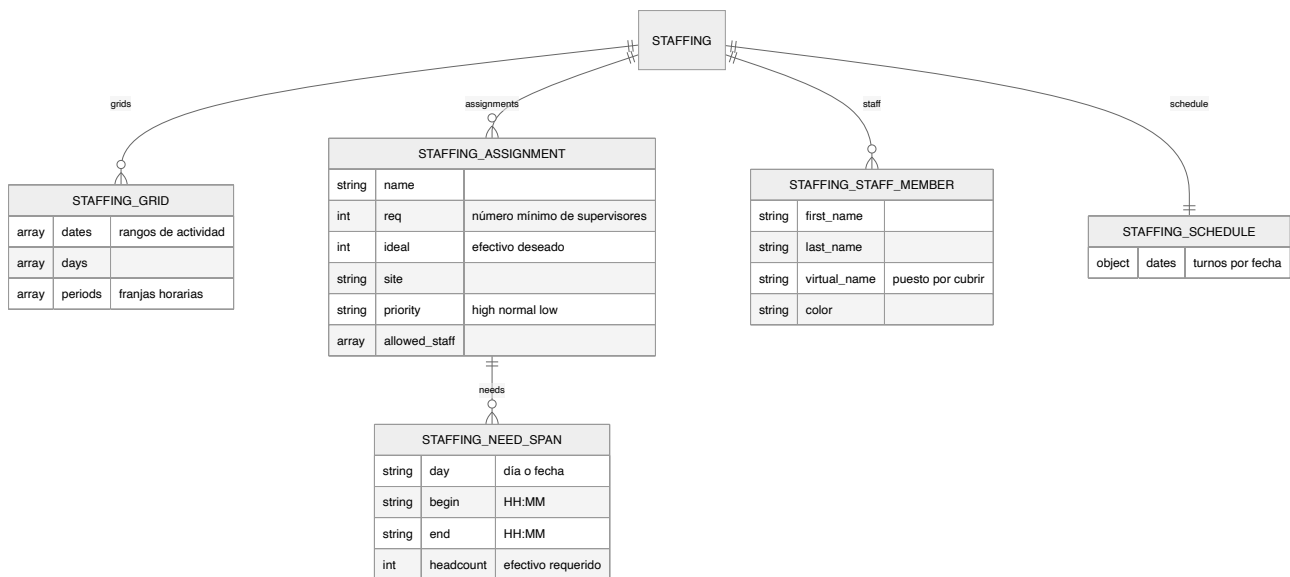 STAFFING
grids
assignments
staff
schedule
STAFFING_GRID
array dates rangos de actividad
array days
array periods franjas horarias
STAFFING_ASSIGNMENT
string name
int req número mínimo de supervisores
int ideal efectivo deseado
string site
string priority high normal low
array allowed_staff
STAFFING_STAFF_MEMBER
string first_name
string last_name
string virtual_name puesto por cubrir
string color
STAFFING_SCHEDULE
object dates turnos por fecha
needs
STAFFING_NEED_SPAN
string day día o fecha
string begin HH:MM
string end HH:MM
int headcount efectivo requerido